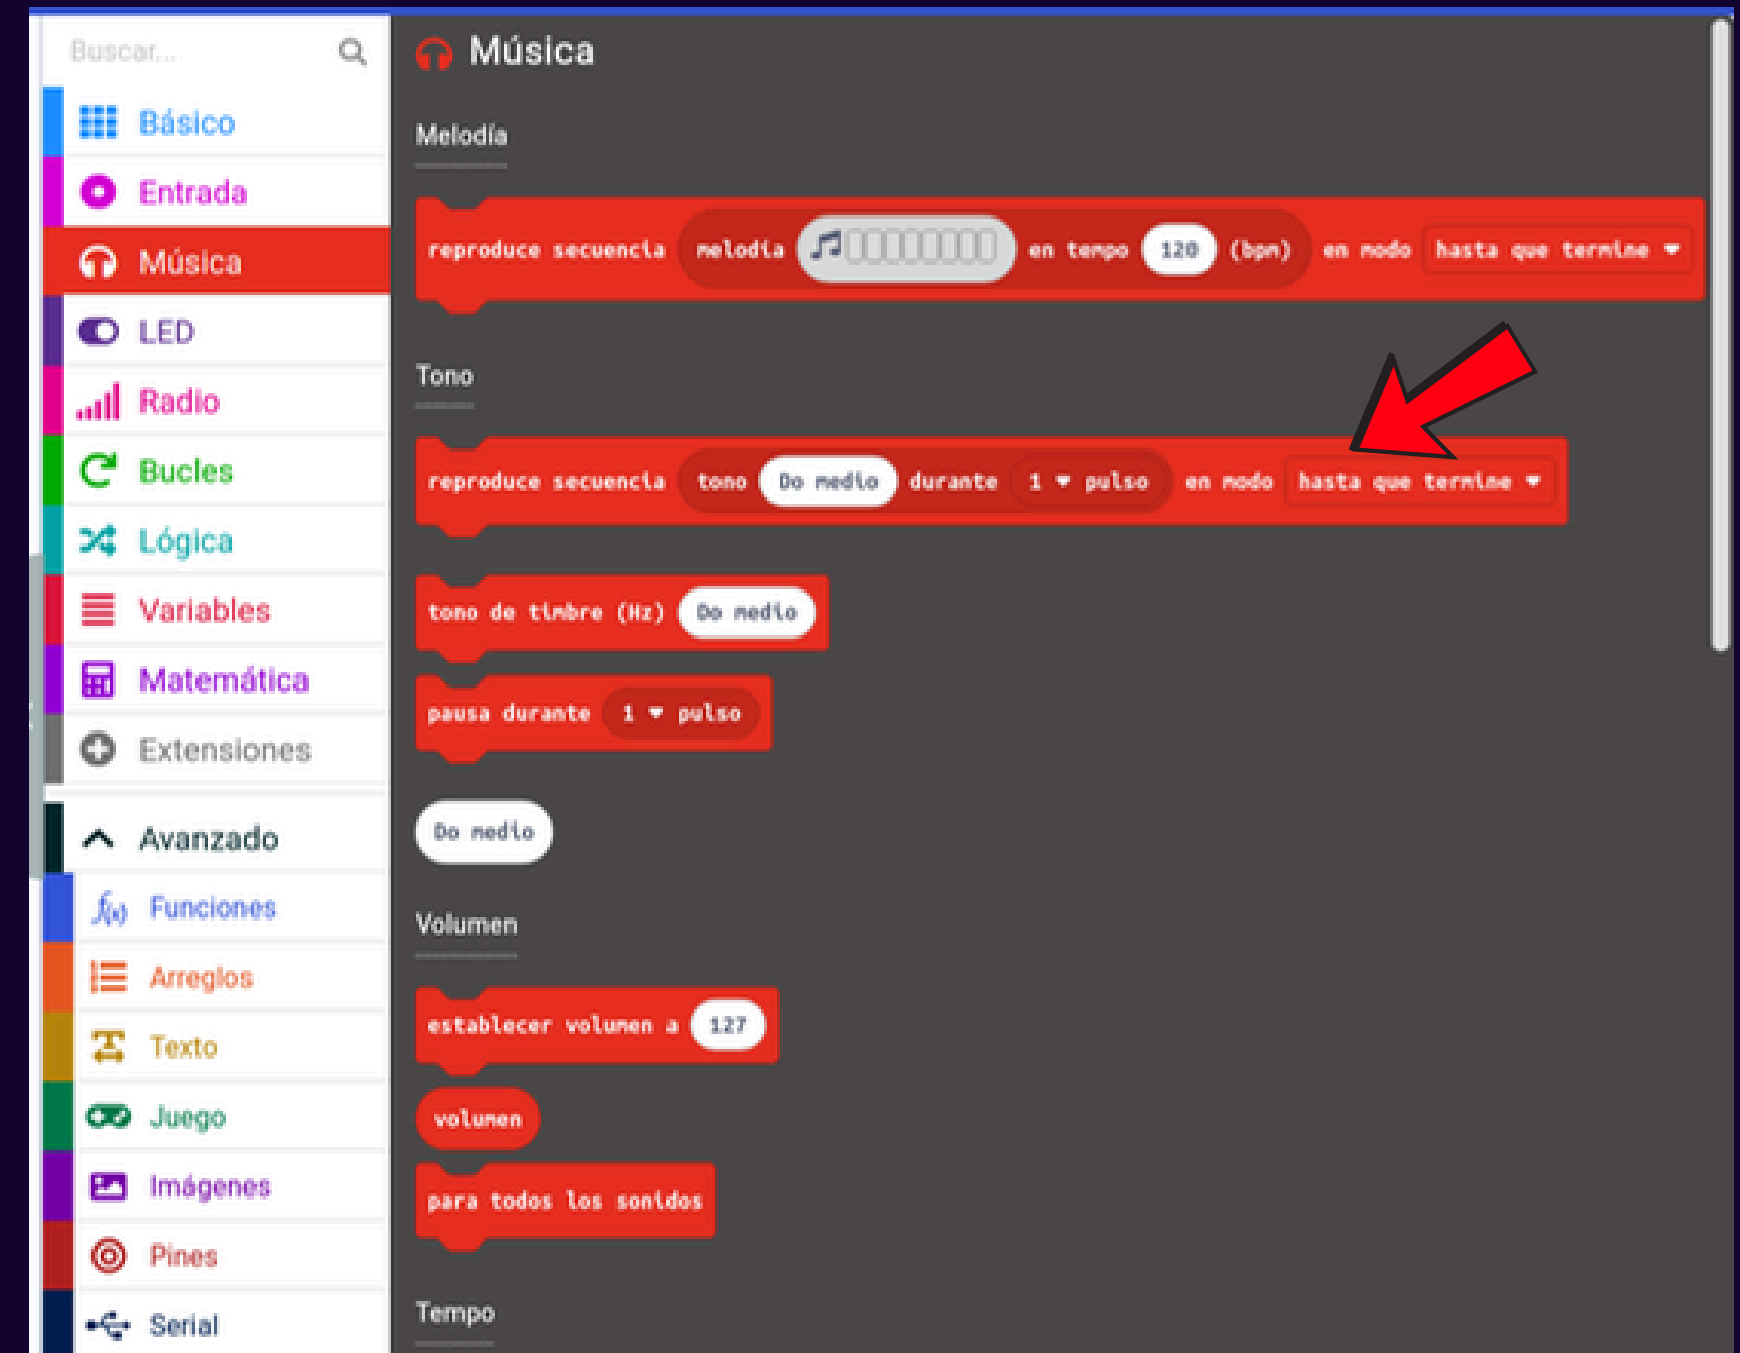 Buscar...
Básico
Entrada
Música
LED
Radio
Bucles
Lógica
Variables
Matemática
Extensiones
Avanzado
f(x) Funciones
Arreglos
Texto
Juego
Imágenes
Pines
Serial
Música
Melodía
reproduce secuencia melodía en tempo 120 (bpm) en modo hasta que termine
Tono
reproduce secuencia tono Do medio durante 1 pulso en modo hasta que termine
tono de timbre (Hz) Do medio
pausa durante 1 pulso
Do medio
Volumen
establecer volumen a 127
volumen
para todos los sonidos
Tempo